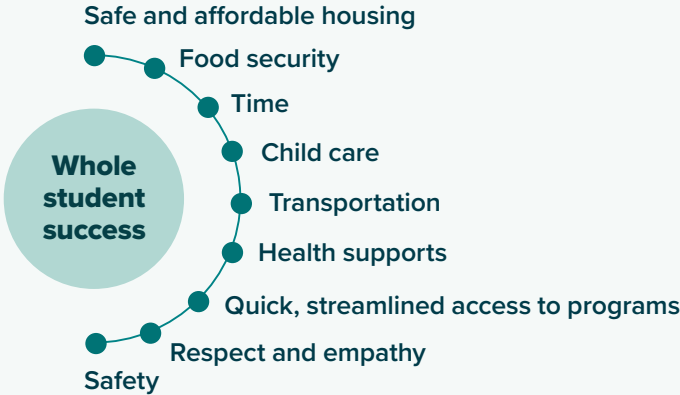 Safe and affordable housing
Food security
Time
Child care
Whole
student
success
Transportation
Health supports
Quick, streamlined access to programs
Respect and empathy
Safety